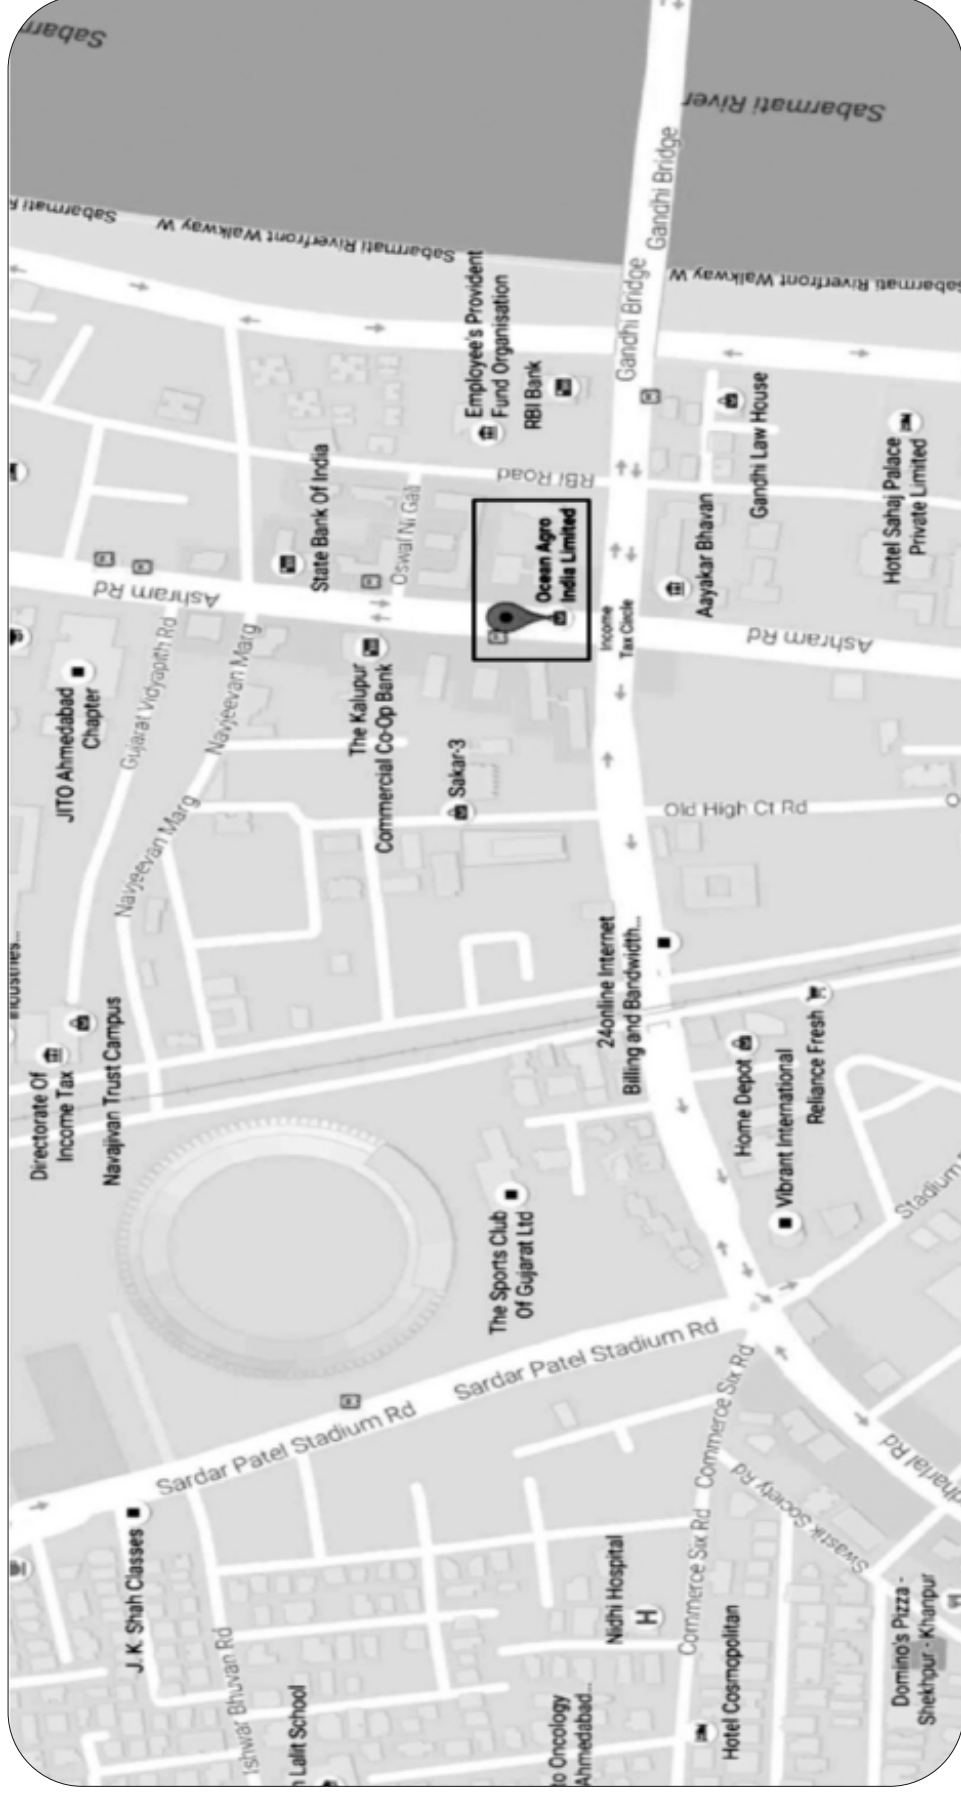 Directorate Of
Income Tax
JITO Ahmedabad
Chapter
Navajivan Trust Campus
J. K. Shah Classes
Gujarat Vidyapith Rd
Ashram Rd
Navjeevan Marg
Navjeevan Marg
Sardar Patel Stadium Rd
Ishwar Bhuvan Rd
Lalit School
State Bank Of India
Sabarmati Riverfront Walkway W
The Kalupur
Commercial Co-Op Bank
Oswal Ni Gali
Sakar-3
Employee's Provident
Fund Organisation
RBI Bank
RBI Road
The Sports Club
Of Gujarat Ltd
Ocean Agro
India Limited
Sardar Patel Stadium Rd
to Oncology
Ahmedabad...
Nidhi Hospital
24online Internet
Billing and Bandwidth...
Income
Tax Circle
Gandhi Bridge
Gandhi Bridge
Sabarmati River
Commerce Six Rd
Commerce Six Rd
Old High Ct Rd
Aayakar Bhavan
Gandhi Law House
Sabarmati Riverfront Walkway W
Hotel Cosmopolitan
Home Depot
Vibrant International
Reliance Fresh
Swastik Society Rd
Ashram Rd
Hotel Sahaj Palace
Private Limited
Domino's Pizza -
Shekhpur - Khanpur
Stadium